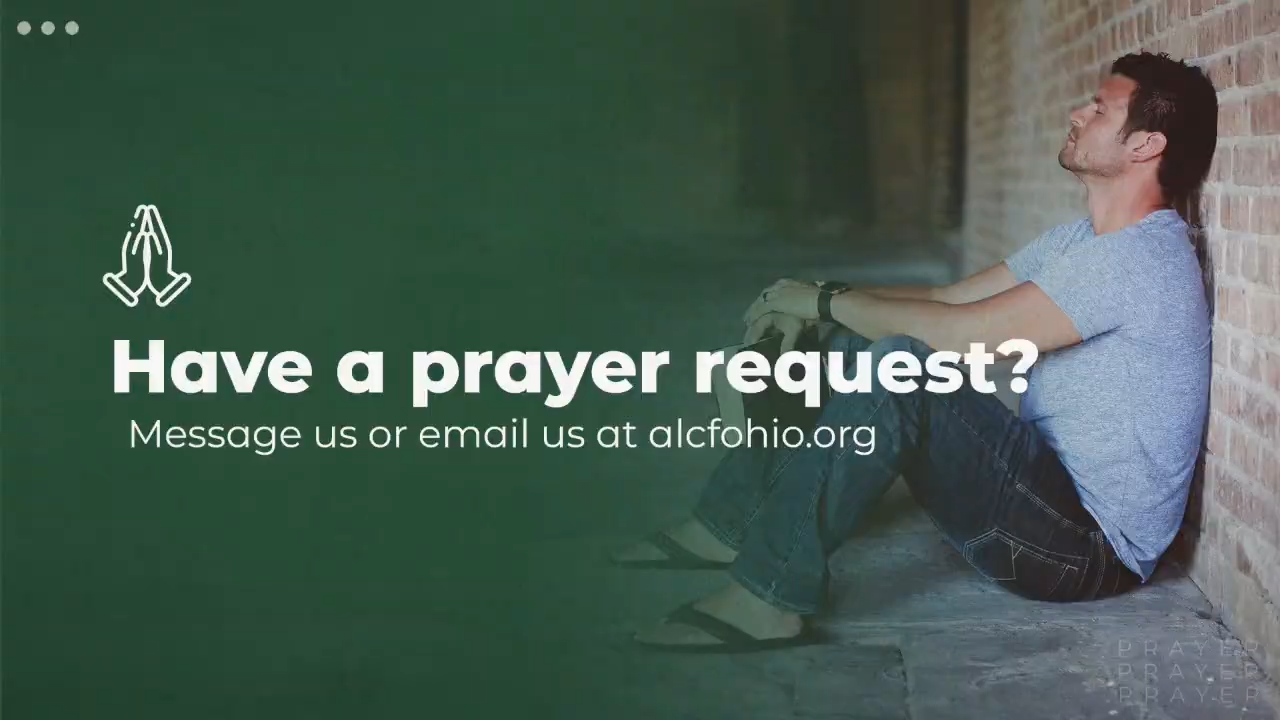 Have a prayer request?
Message us or email us at alcfohio.org
PRAYER
PRAYER
PRAYER